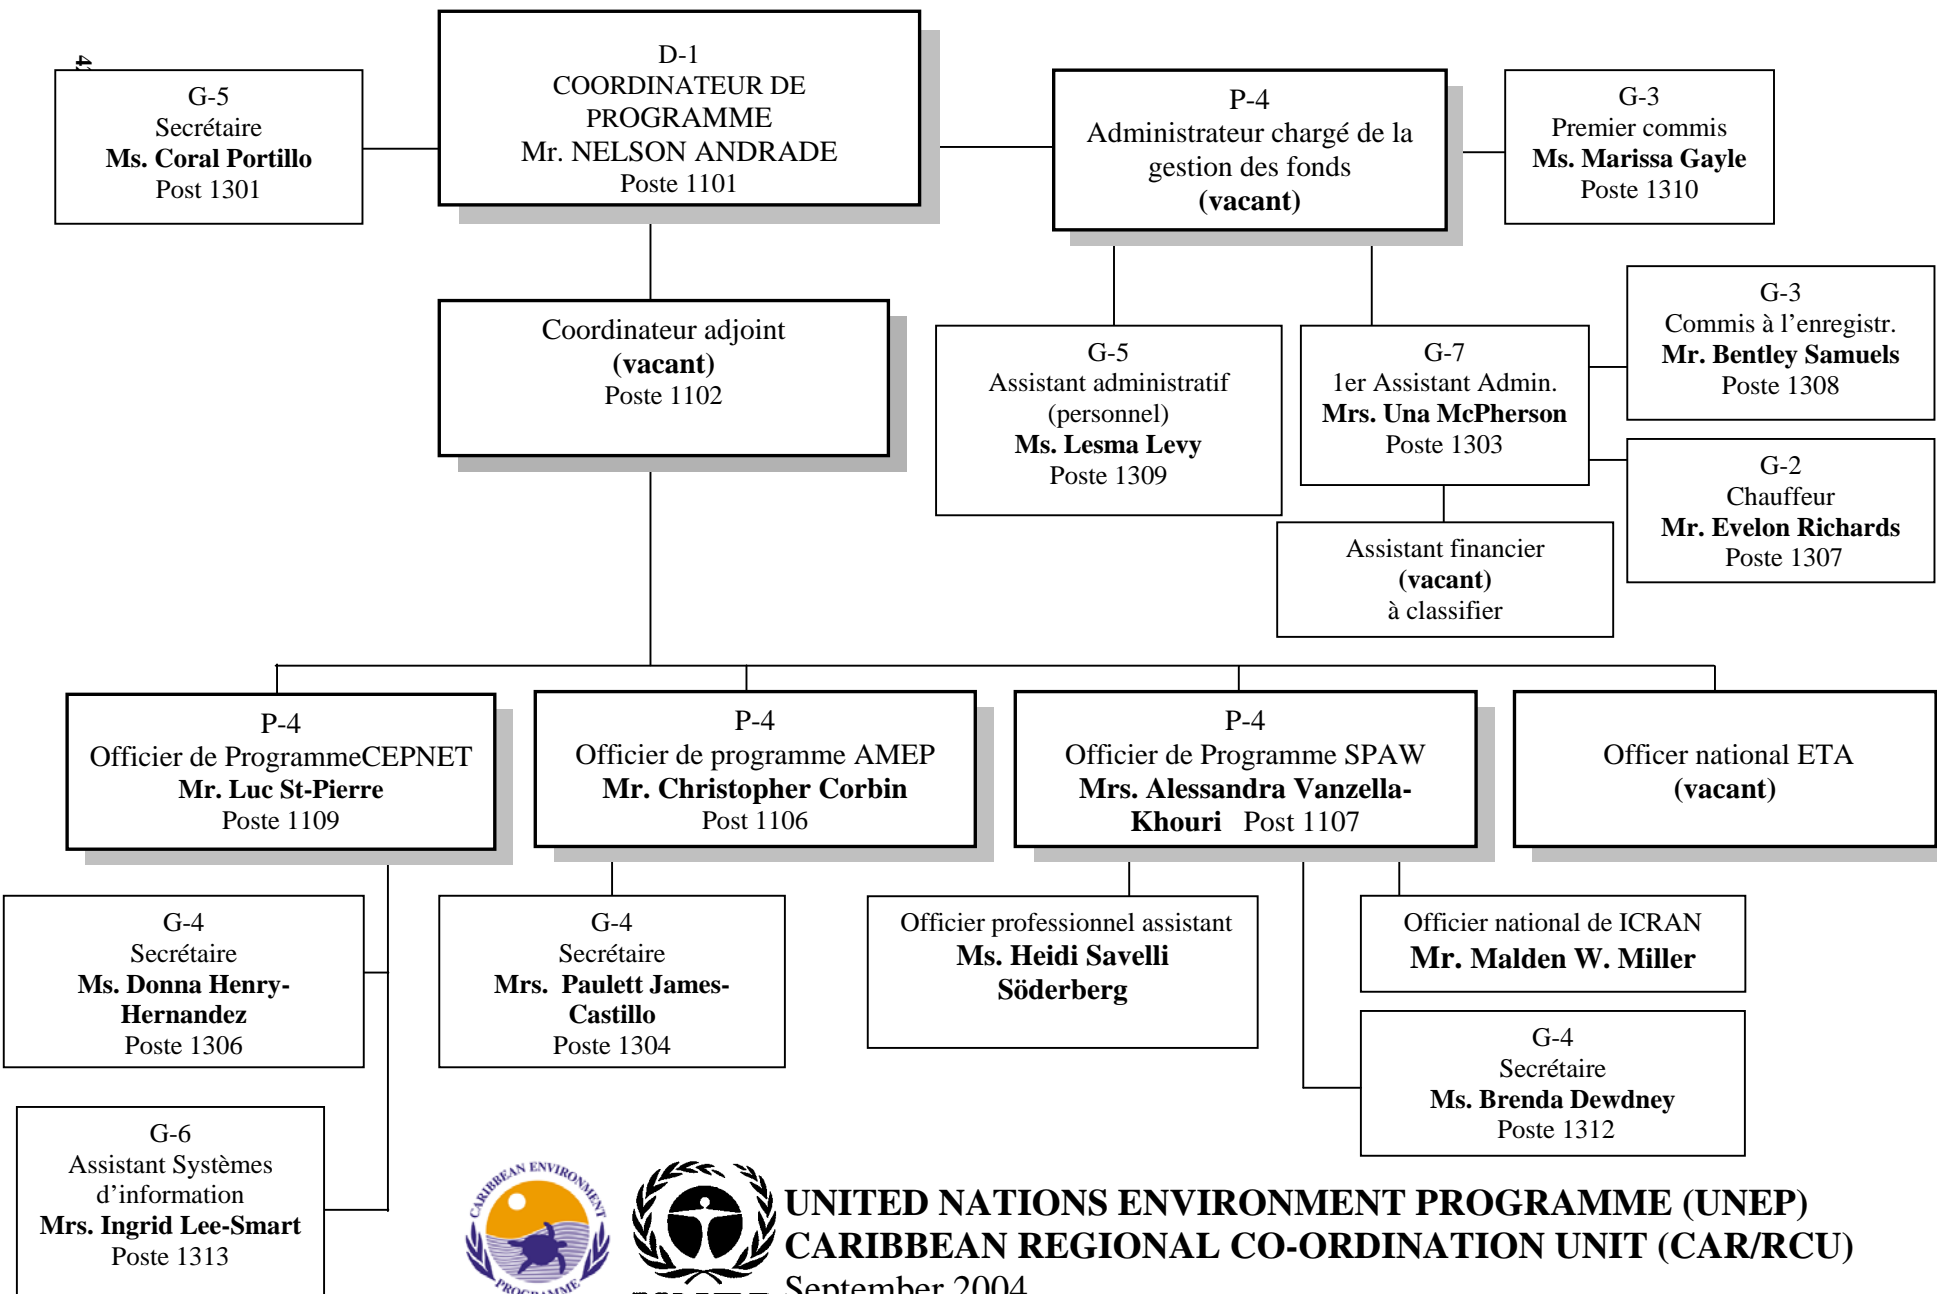 G-5
Secrétaire
Ms. Coral Portillo
Post 1301
D-1
COORDINATEUR DE
PROGRAMME
Mr. NELSON ANDRADE
Poste 1101
P-4
Administrateur chargé de la
gestion des fonds
(vacant)
G-3
Premier commis
Ms. Marissa Gayle
Poste 1310
Coordinateur adjoint
(vacant)
Poste 1102
G-5
Assistant administratif
(personnel)
Ms. Lesma Levy
Poste 1309
G-7
1er Assistant Admin.
Mrs. Una McPherson
Poste 1303
G-3
Commis à l’enregistr.
Mr. Bentley Samuels
Poste 1308
G-2
Chauffeur
Mr. Evelon Richards
Poste 1307
Assistant financier
(vacant)
à classifier
P-4
Officier de ProgrammeCEPNET
Mr. Luc St-Pierre
Poste 1109
P-4
Officier de programme AMEP
Mr. Christopher Corbin
Post 1106
P-4
Officier de Programme SPAW
Mrs. Alessandra Vanzella-
Khouri Post 1107
Officer national ETA
(vacant)
G-4
Secrétaire
Ms. Donna Henry-
Hernandez
Poste 1306
G-4
Secrétaire
Mrs. Paulett James-
Castillo
Poste 1304
Officier professionnel assistant
Ms. Heidi Savelli
Söderberg
Officier national de ICRAN
Mr. Malden W. Miller
G-4
Secrétaire
Ms. Brenda Dewdney
Poste 1312
G-6
Assistant Systèmes
d’information
Mrs. Ingrid Lee-Smart
Poste 1313
CARIBBEAN ENVIRONMENT
PROGRAMME
UNITED NATIONS ENVIRONMENT PROGRAMME (UNEP)
CARIBBEAN REGIONAL CO-ORDINATION UNIT (CAR/RCU)
September 2004